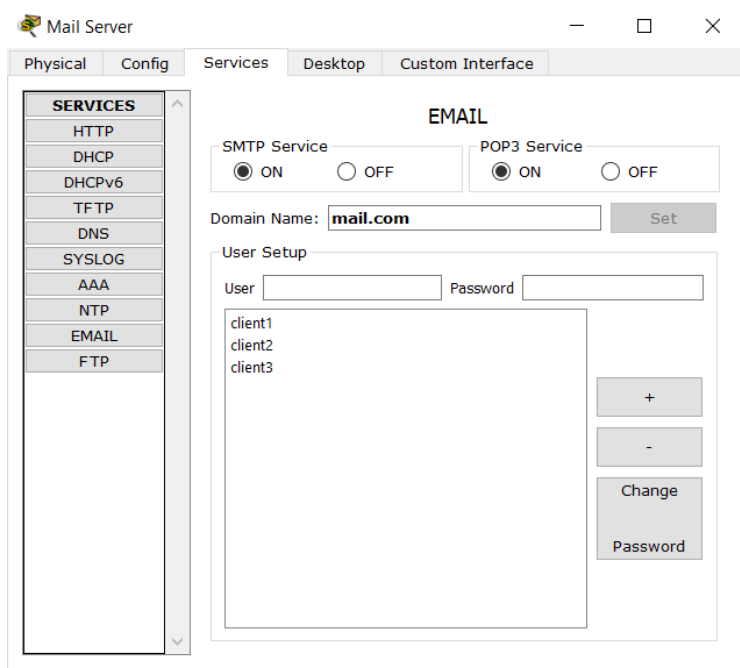 Mail Server
Physical Config Services Desktop Custom Interface
SERVICES
HTTP
DHCP
DHCPv6
TFTP
DNS
SYSLOG
AAA
NTP
EMAIL
FTP
EMAIL
SMTP Service
ON OFF
POP3 Service
ON OFF
Domain Name: mail.com Set
User Setup
User Password
client1
client2
client3
+
-
Change
Password